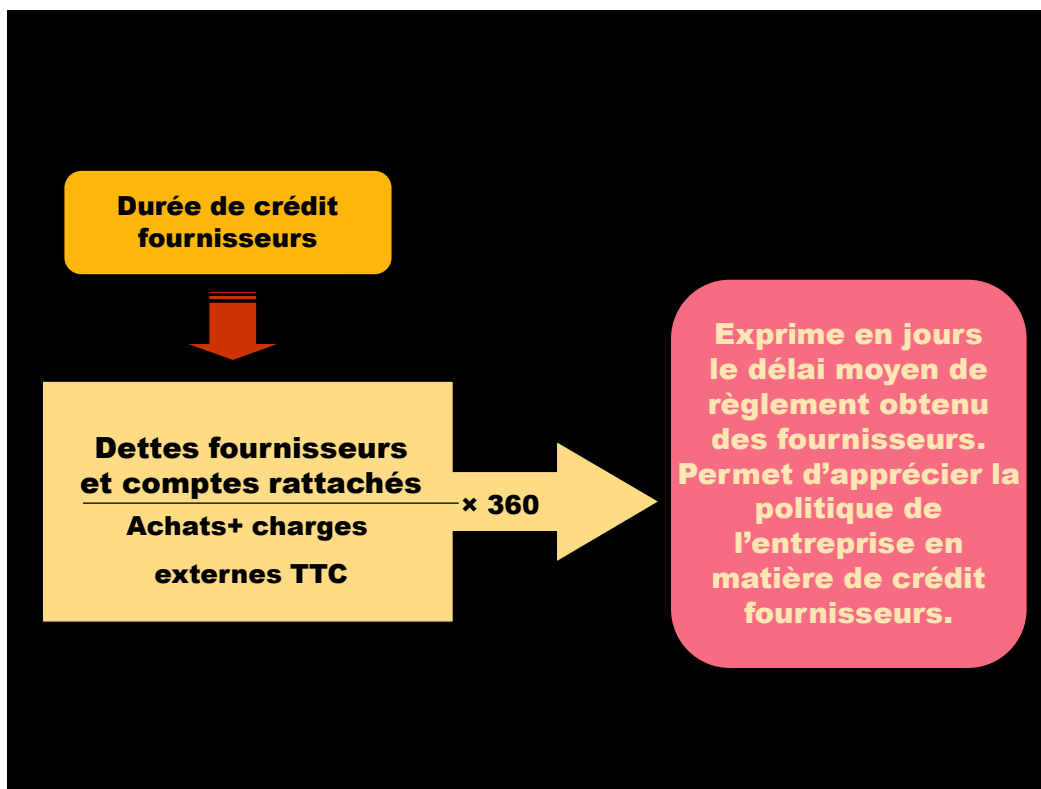 Durée de crédit
fournisseurs
Dettes fournisseurs
et comptes rattachés
× 360
Achats+ charges
externes TTC
Exprime en jours
le délai moyen de
règlement obtenu
des fournisseurs.
Permet d’apprécier la
politique de
l’entreprise en
matière de crédit
fournisseurs.